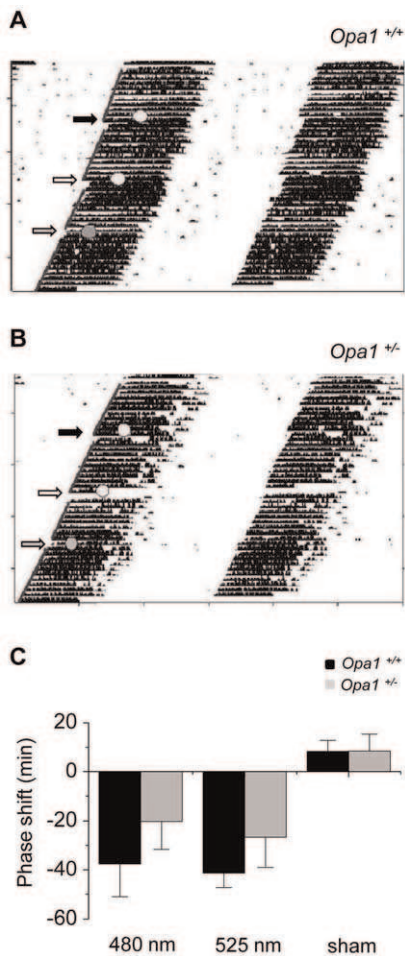 A
Opa1 +/+
B
Opa1 +/-
C
Opa1 +/+
Opa1 +/-
Phase shift (min)
20
0
-20
-40
-60
480 nm 525 nm sham